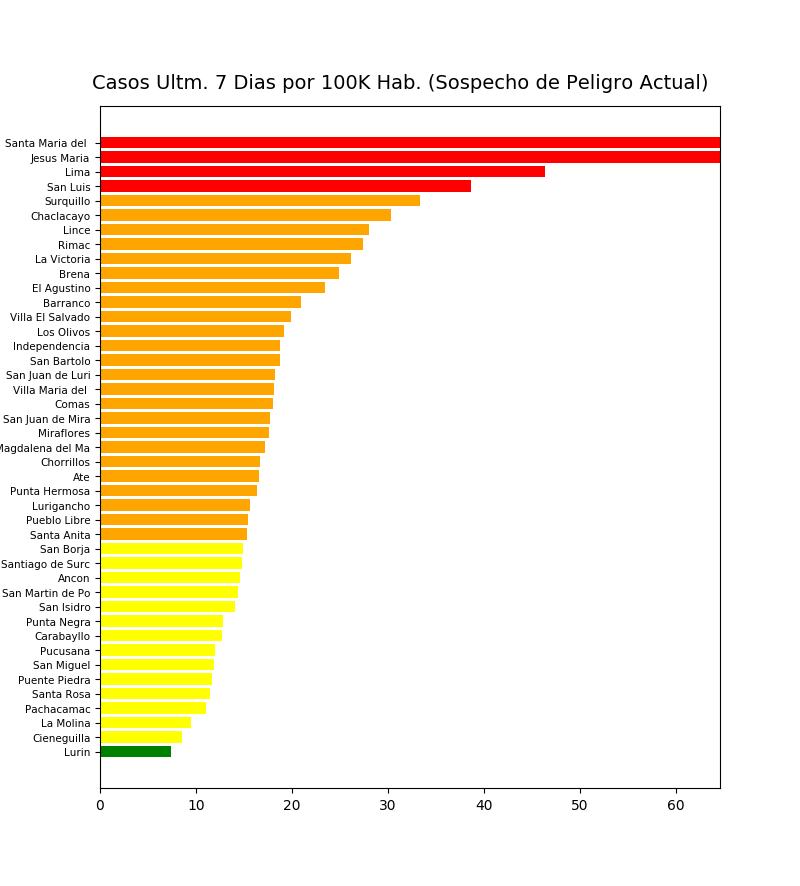 Casos Ultm. 7 Dias por 100K Hab. (Sospecho de Peligro Actual)
Santa Maria del
Jesus Maria
Lima
San Luis
Surquillo
Chaclacayo
Lince
Rimac
La Victoria
Brena
El Agustino
Barranco
Villa El Salvado
Los Olivos
Independencia
San Bartolo
San Juan de Luri
Villa Maria del
Comas
San Juan de Mira
Miraflores
Magdalena del Ma
Chorrillos
Ate
Punta Hermosa
Lurigancho
Pueblo Libre
Santa Anita
San Borja
Santiago de Surc
Ancon
San Martin de Po
San Isidro
Punta Negra
Carabayllo
Pucusana
San Miguel
Puente Piedra
Santa Rosa
Pachacamac
La Molina
Cieneguilla
Lurin
0 10 20 30 40 50 60